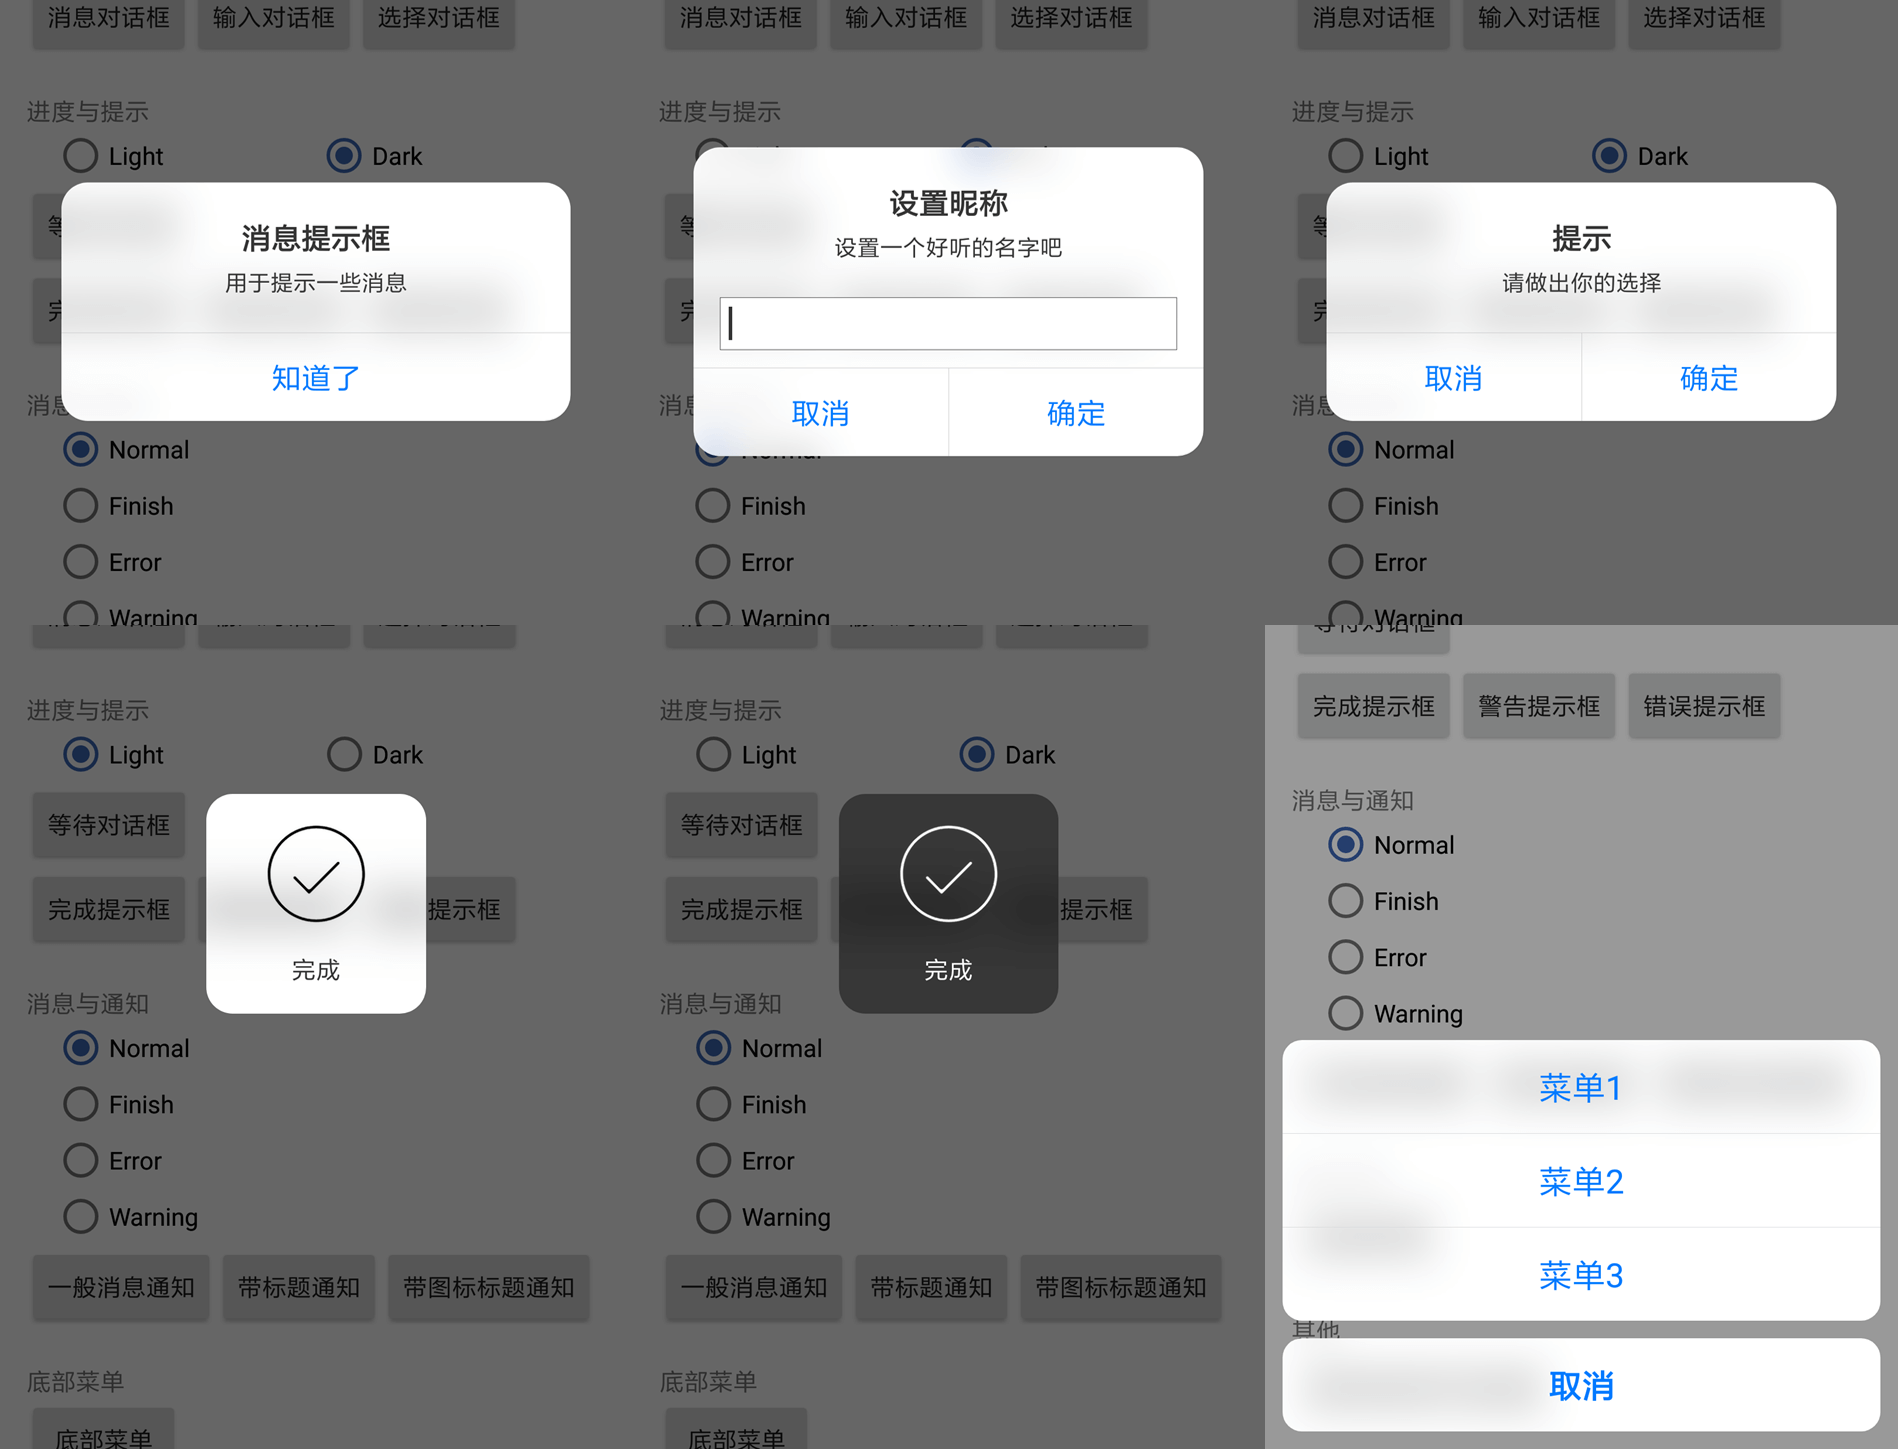 消息对话框 输入对话框 选择对话框
进度与提示
Light Dark
消息提示框
用于提示一些消息
知道了
Normal
Finish
Error
Warning
消息对话框 输入对话框 选择对话框
进度与提示
设置昵称
设置一个好听的名字吧
取消 确定
Normal
Finish
Error
Warning
消息对话框 输入对话框 选择对话框
进度与提示
Light Dark
提示
请做出你的选择
取消 确定
Normal
Finish
Error
Warning
进度与提示
Light Dark
等待对话框
完成提示框 提示框
完成
消息与通知
Normal
Finish
Error
Warning
一般消息通知 带标题通知 带图标标题通知
底部菜单
底部菜单
进度与提示
Light Dark
等待对话框
完成提示框 提示框
完成
消息与通知
Normal
Finish
Error
Warning
一般消息通知 带标题通知 带图标标题通知
底部菜单
底部菜单
等待对话框
完成提示框 警告提示框 错误提示框
消息与通知
Normal
Finish
Error
Warning
菜单1
菜单2
菜单3
其他
取消